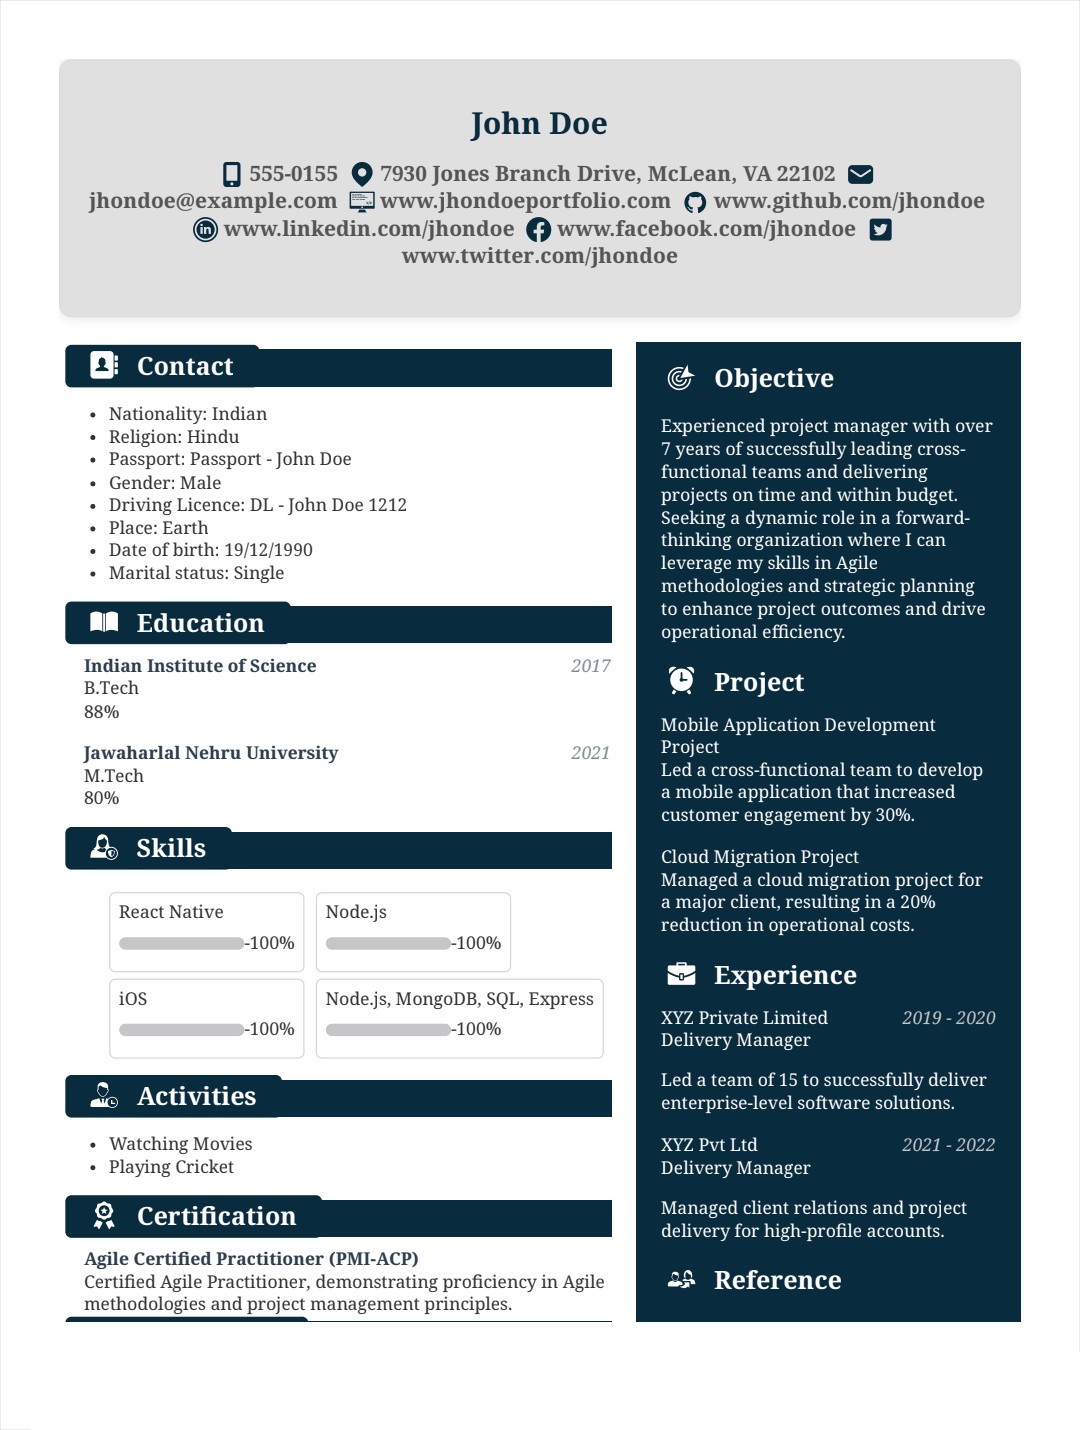 John Doe
555-0155 7930 Jones Branch Drive, McLean, VA 22102
jhondoe@example.com www.jhondoeportfolio.com www.github.com/jhondoe
www.linkedin.com/jhondoe www.facebook.com/jhondoe
www.twitter.com/jhondoe
Contact
• Nationality: Indian
• Religion: Hindu
• Passport: Passport - John Doe
• Gender: Male
• Driving Licence: DL - John Doe 1212
• Place: Earth
• Date of birth: 19/12/1990
• Marital status: Single
Education
Indian Institute of Science 2017
B.Tech
88%
Jawaharlal Nehru University 2021
M.Tech
80%
Skills
React Native
-100%
Node.js
-100%
iOS
-100%
Node.js, MongoDB, SQL, Express
-100%
Activities
• Watching Movies
• Playing Cricket
Certification
Agile Certified Practitioner (PMI-ACP)
Certified Agile Practitioner, demonstrating proficiency in Agile
methodologies and project management principles.
Objective
Experienced project manager with over
7 years of successfully leading cross-
functional teams and delivering
projects on time and within budget.
Seeking a dynamic role in a forward-
thinking organization where I can
leverage my skills in Agile
methodologies and strategic planning
to enhance project outcomes and drive
operational efficiency.
Project
Mobile Application Development
Project
Led a cross-functional team to develop
a mobile application that increased
customer engagement by 30%.
Cloud Migration Project
Managed a cloud migration project for
a major client, resulting in a 20%
reduction in operational costs.
Experience
XYZ Private Limited 2019 - 2020
Delivery Manager
Led a team of 15 to successfully deliver
enterprise-level software solutions.
XYZ Pvt Ltd 2021 - 2022
Delivery Manager
Managed client relations and project
delivery for high-profile accounts.
Reference